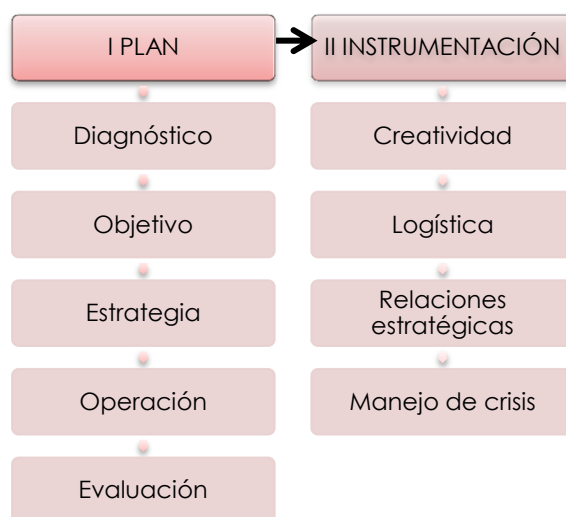 I PLAN
Diagnóstico
Objetivo
Estrategia
Operación
Evaluación
II INSTRUMENTACIÓN
Creatividad
Logística
Relaciones
estratégicas
Manejo de crisis